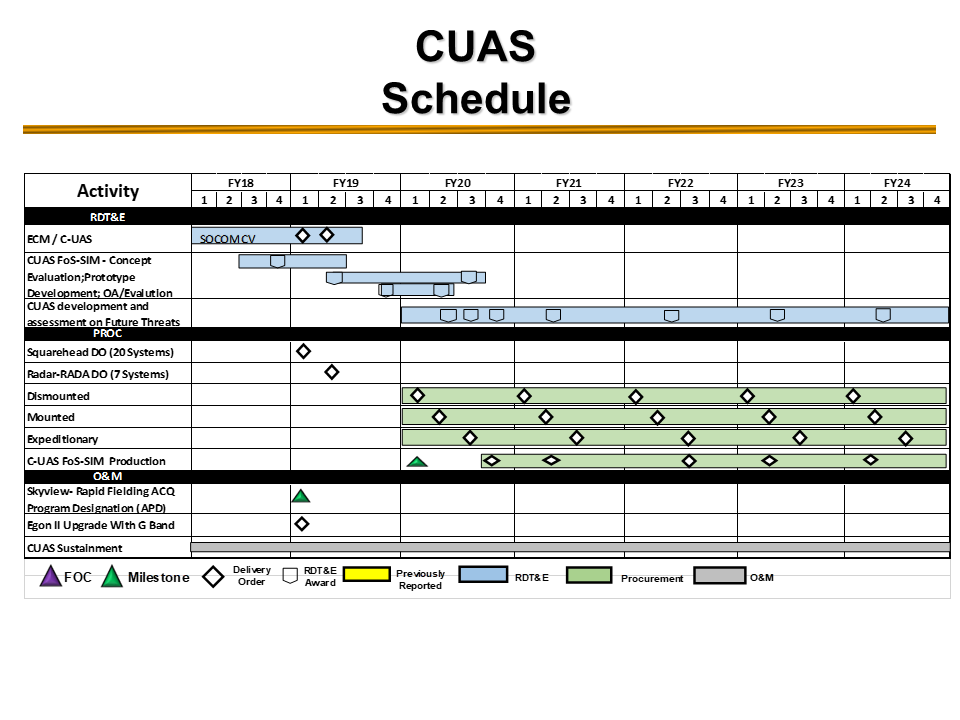 CUAS
Schedule
Activity
FY18 FY19 FY20 FY21 FY22 FY23 FY24
1 2 3 4 1 2 3 4 1 2 3 4 1 2 3 4 1 2 3 4 1 2 3 4 1 2 3 4
RDT&E
ECM / C-UAS
SOCOM CV
CUAS FoS-SIM - Concept
Evaluation;Prototype
Development; OA/Evalution
CUAS development and
assessment on Future Threats
PROC
Squarehead DO (20 Systems)
Radar-RADA DO (7 Systems)
Dismounted
Mounted
Expeditionary
C-UAS FoS-SIM Production
O&M
Skyview- Rapid Fielding ACQ
Program Designation (APD)
Egon II Upgrade With G Band
CUAS Sustainment
FOC
Milestone
Delivery
Order
RDT&E
Award
Previously
Reported
RDT&E
Procurement
O&M